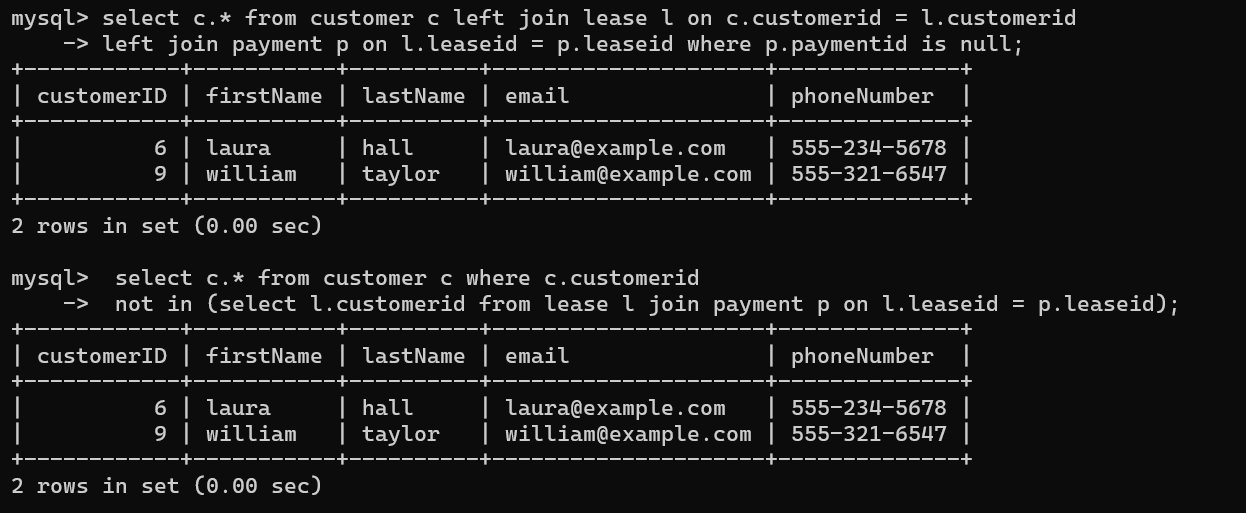 mysql> select c.* from customer c left join lease l on c.customerid = l.customerid
    -> left join payment p on l.leaseid = p.leaseid where p.paymentid is null;
+------------+-----------+----------+---------------------+--------------+
| customerID | firstName | lastName | email               | phoneNumber  |
+------------+-----------+----------+---------------------+--------------+
|          6 | laura     | hall     | laura@example.com   | 555-234-5678 |
|          9 | william   | taylor   | william@example.com | 555-321-6547 |
+------------+-----------+----------+---------------------+--------------+
2 rows in set (0.00 sec)
mysql>  select c.* from customer c where c.customerid
    ->  not in (select l.customerid from lease l join payment p on l.leaseid = p.leaseid);
+------------+-----------+----------+---------------------+--------------+
| customerID | firstName | lastName | email               | phoneNumber  |
+------------+-----------+----------+---------------------+--------------+
|          6 | laura     | hall     | laura@example.com   | 555-234-5678 |
|          9 | william   | taylor   | william@example.com | 555-321-6547 |
+------------+-----------+----------+---------------------+--------------+
2 rows in set (0.00 sec)